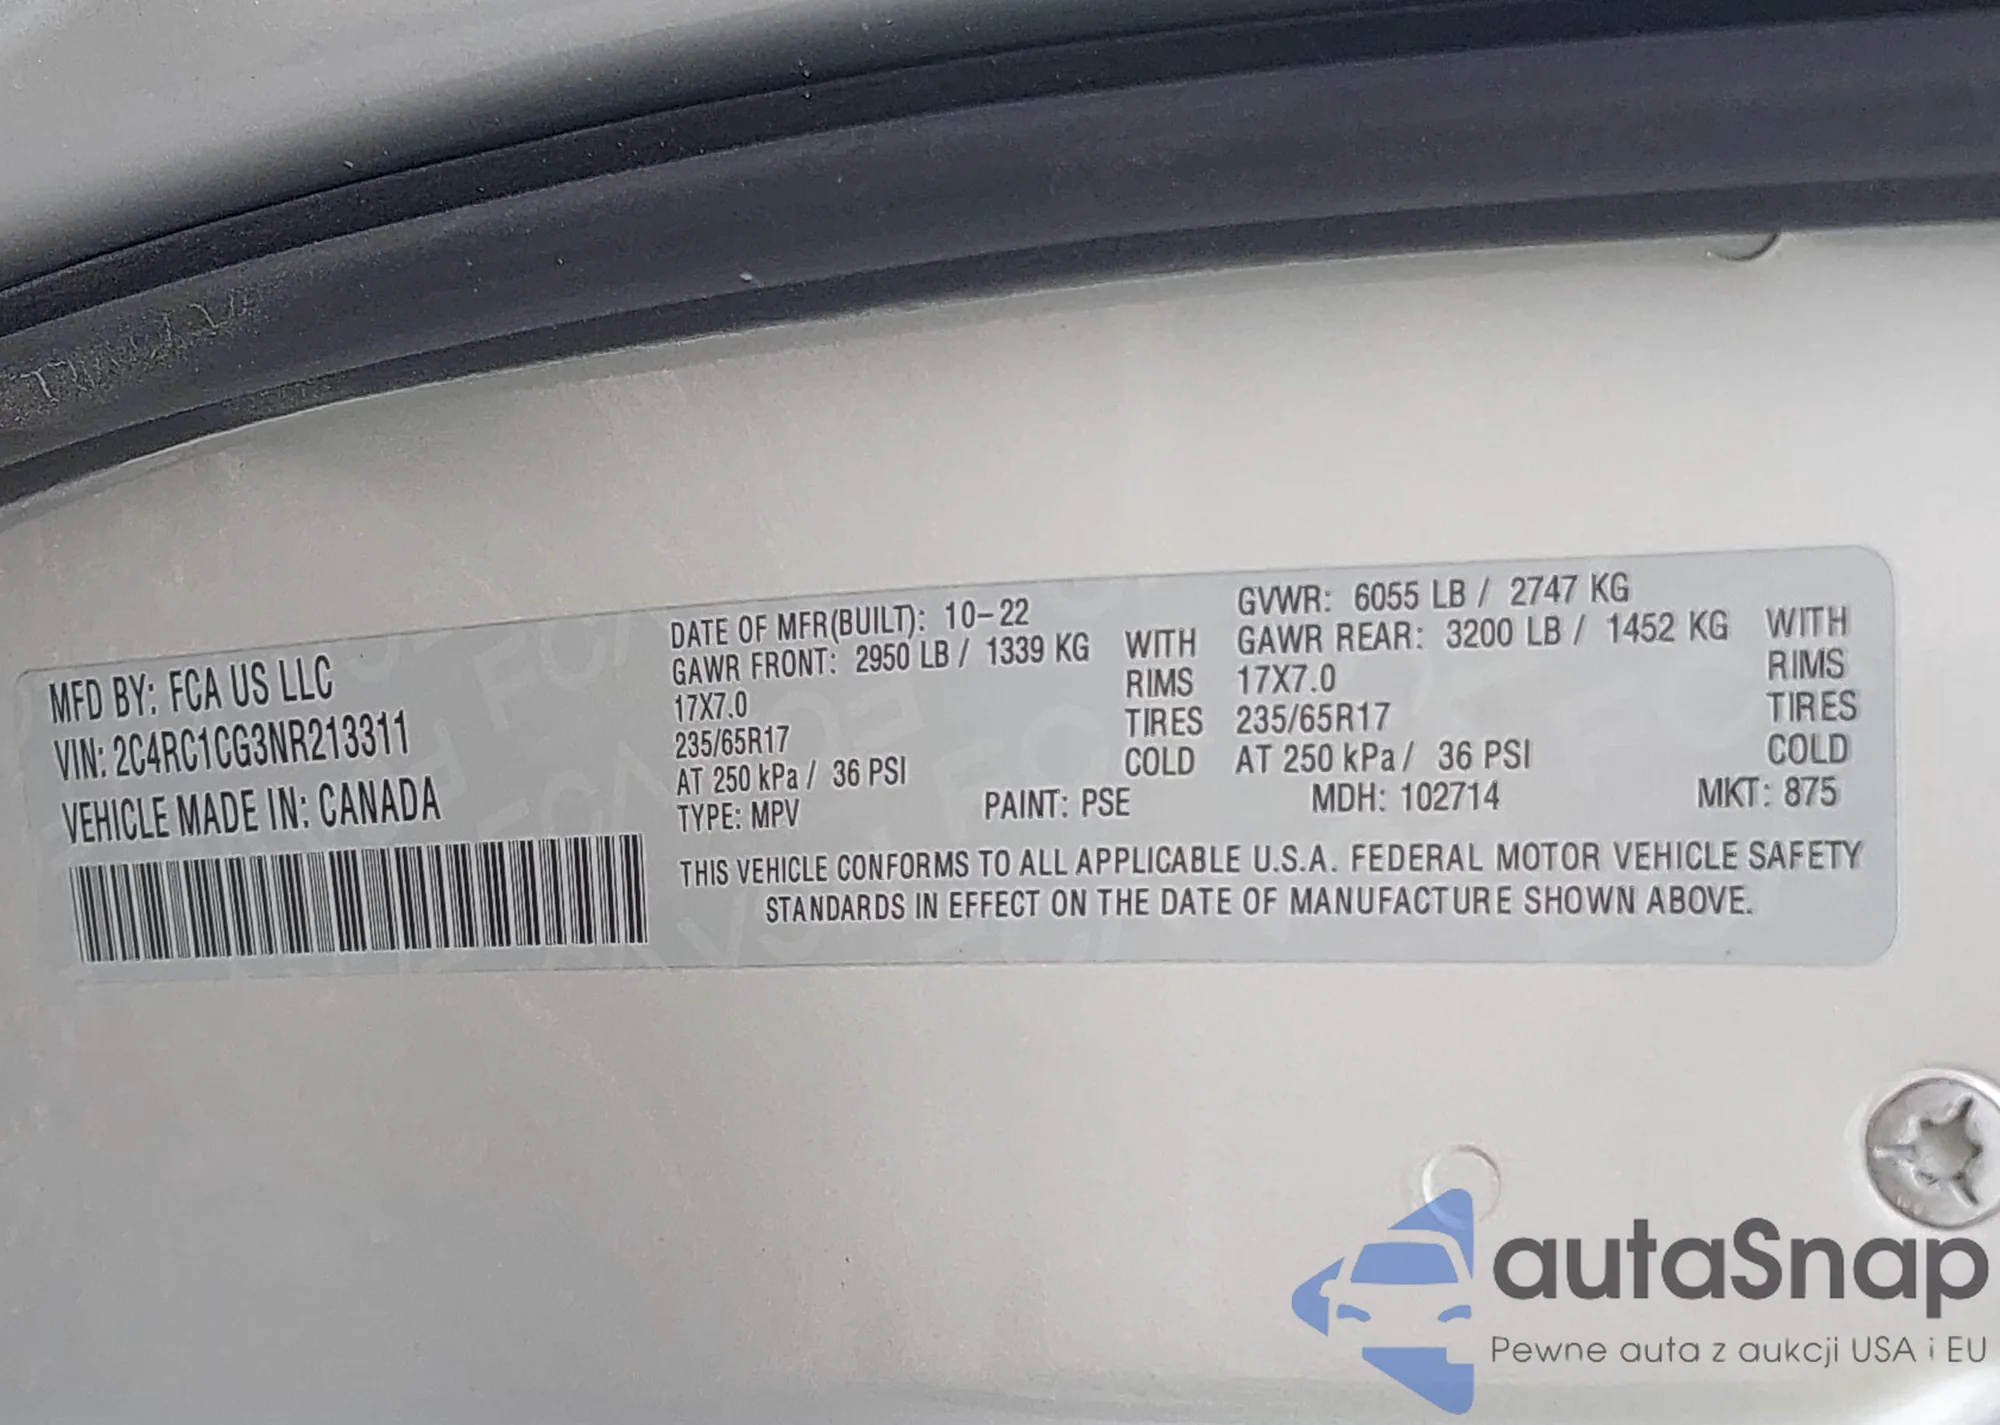 MFD BY: FCA US LLC
VIN: 2C4RC1CG3NR213311
VEHICLE MADE IN: CANADA
DATE OF MFR(BUILT): 10-22
GAWR FRONT: 2950 LB / 1339 KG WITH
17X7.0 RIMS
235/65R17 TIRES
AT 250 kPa / 36 PSI COLD
GVWR: 6055 LB / 2747 KG
GAWR REAR: 3200 LB / 1452 KG WITH
17X7.0 RIMS
235/65R17 TIRES
AT 250 kPa / 36 PSI COLD
TYPE: MPV PAINT: PSE MDH: 102714 MKT: 875
THIS VEHICLE CONFORMS TO ALL APPLICABLE U.S.A. FEDERAL MOTOR VEHICLE SAFETY
STANDARDS IN EFFECT ON THE DATE OF MANUFACTURE SHOWN ABOVE.
autaSnap
Pewne auta z aukcji USA i EU